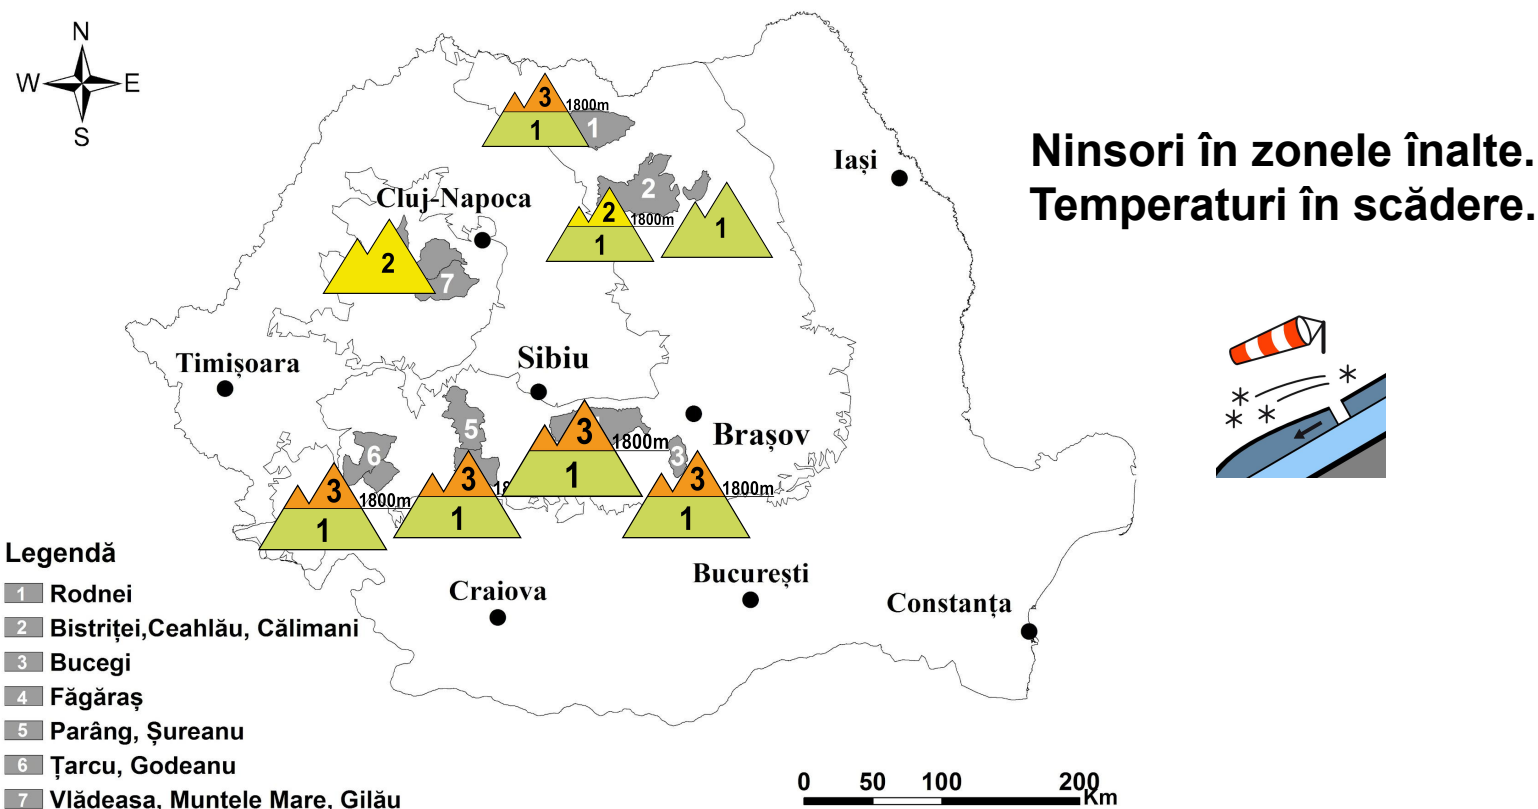 N
W E
S
3
1800m
1
1
Iași
Ninsori în zonele înalte.
Temperaturi în scădere.
Cluj-Napoca
2
2
1800m
1
1
2
7
Timișoara
Sibiu
Brașov
5
3
1800m
1
6
3
3
1800m
1
3
18
1
3
1800m
1
Legendă
1 Rodnei
2 Bistriței,Ceahlău, Călimani
3 Bucegi
4 Făgăraș
5 Parâng, Șureanu
6 Țarcu, Godeanu
7 Vlădeasa, Muntele Mare, Gilău
Craiova
București
Constanța
0 50 100 200
Km